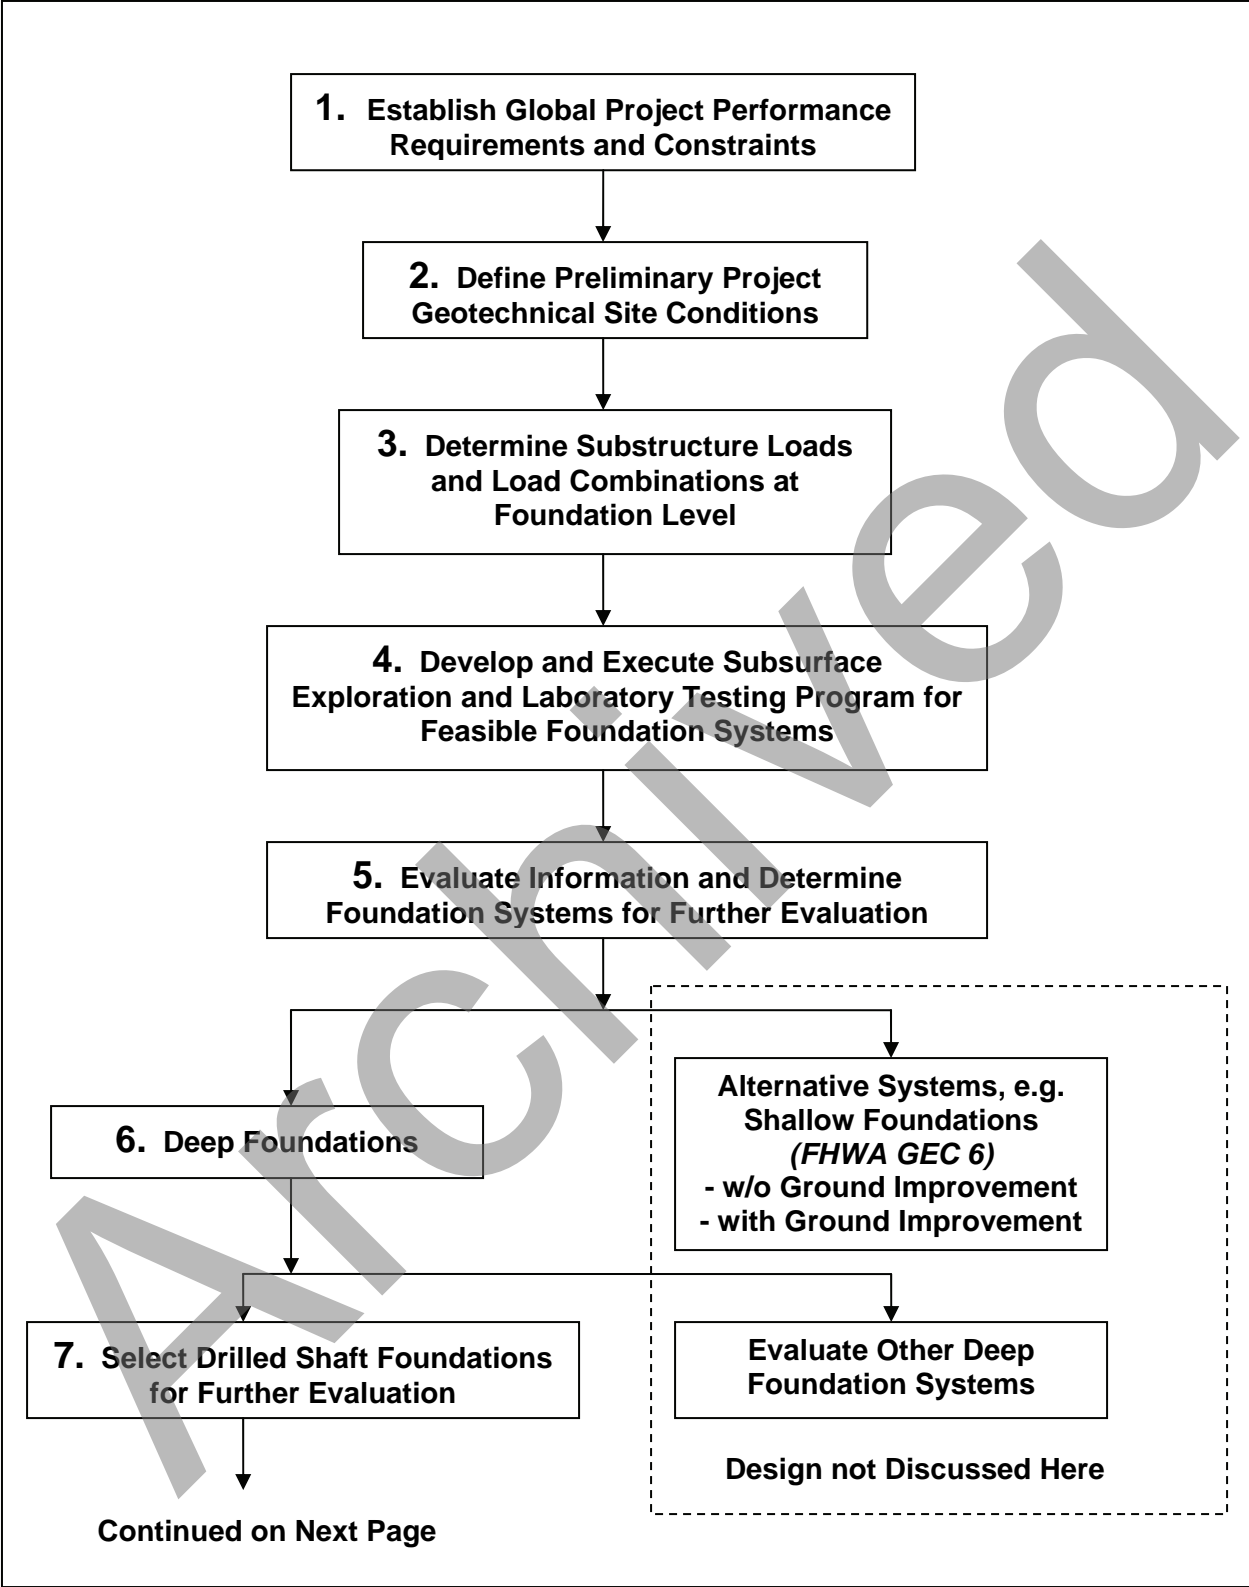 1. Establish Global Project Performance
Requirements and Constraints
2. Define Preliminary Project
Geotechnical Site Conditions
3. Determine Substructure Loads
and Load Combinations at
Foundation Level
4. Develop and Execute Subsurface
Exploration and Laboratory Testing Program for
Feasible Foundation Systems
5. Evaluate Information and Determine
Foundation Systems for Further Evaluation
Alternative Systems, e.g.
Shallow Foundations
(FHWA GEC 6)
- w/o Ground Improvement
- with Ground Improvement
6. Deep Foundations
7. Select Drilled Shaft Foundations
for Further Evaluation
Evaluate Other Deep
Foundation Systems
Design not Discussed Here
Continued on Next Page
Archived